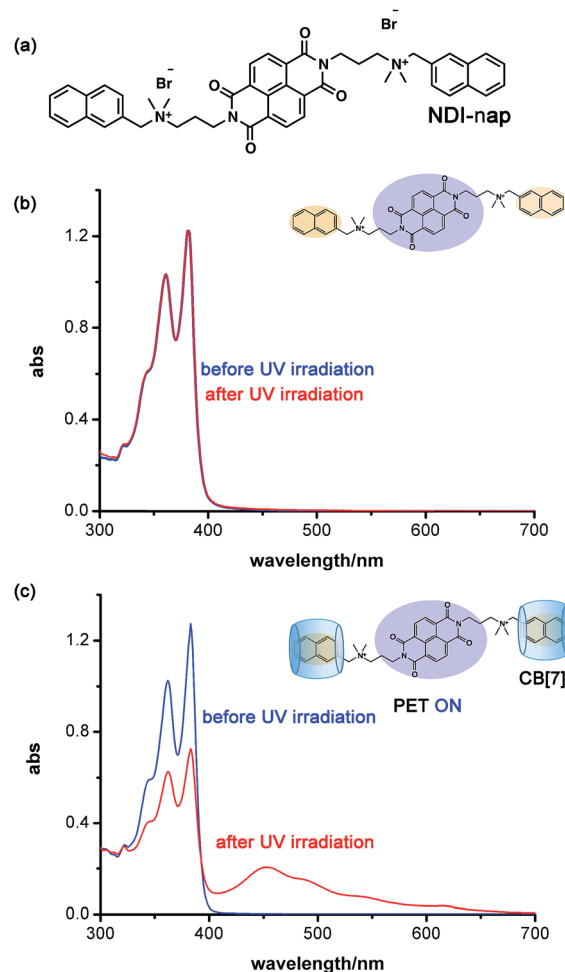 (a)
Br−
Br−
O
N
O
O
N
O
N+
N+
NDI-nap
(b)
1.2
0.8
0.4
0.0
abs
before UV irradiation
after UV irradiation
O
N
O
O
N
O
N+
N+
300 400 500 600 700
wavelength/nm
(c)
1.2
0.8
0.4
0.0
abs
before UV irradiation
after UV irradiation
O
N
O
O
N
O
N+
N+
CB[7]
PET ON
300 400 500 600 700
wavelength/nm